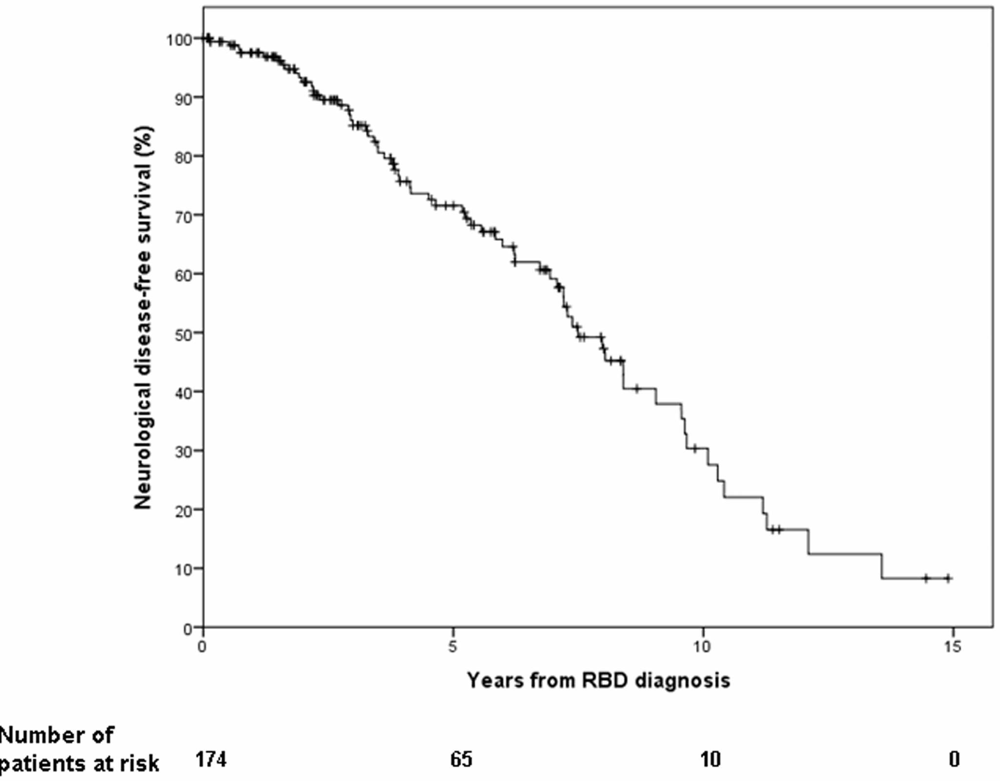 Neurological disease-free survival (%)
100
90
80
70
60
50
40
30
20
10
0
0 5 10 15
Years from RBD diagnosis
Number of
patients at risk 174 65 10 0